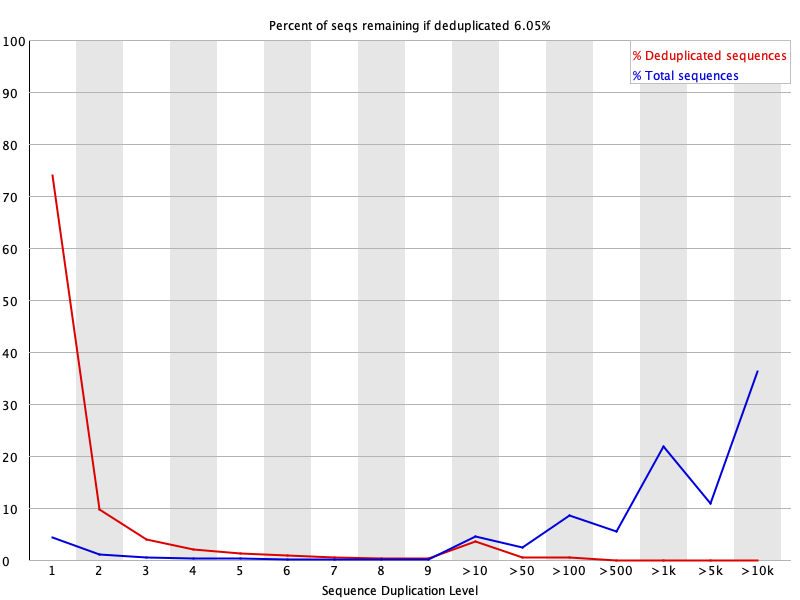 Percent of seqs remaining if deduplicated 6.05%
% Deduplicated sequences
% Total sequences
100
90
80
70
60
50
40
30
20
10
0
1 2 3 4 5 6 7 8 9 >10 >50 >100 >500 >1k >5k >10k
Sequence Duplication Level